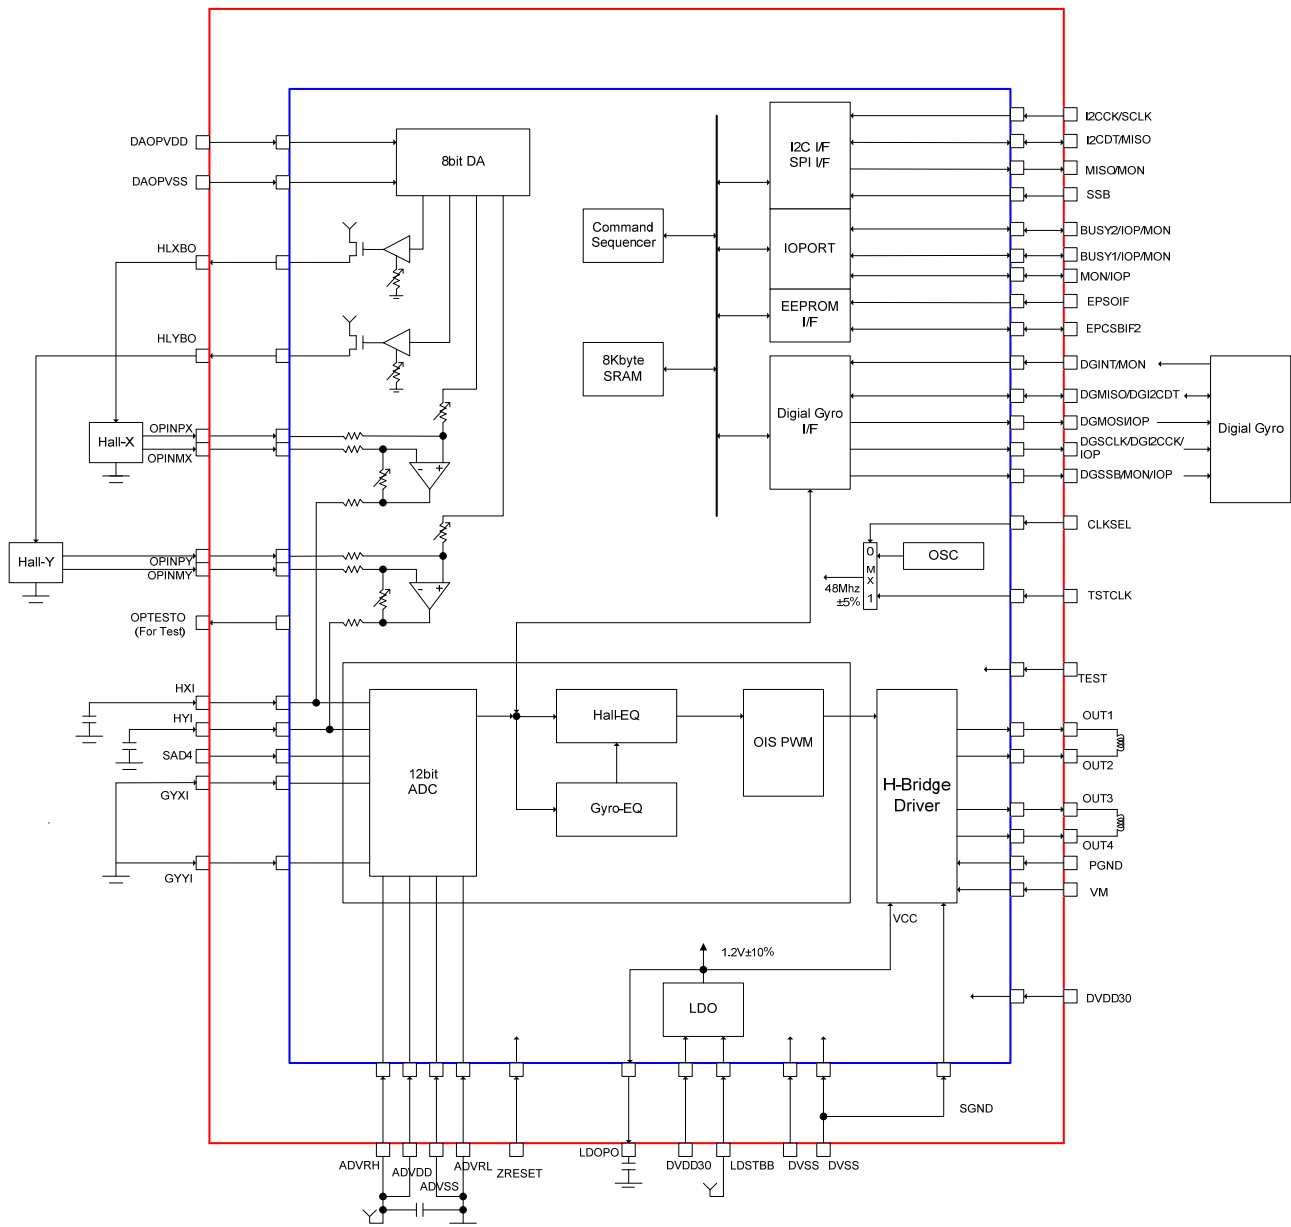 DAOPVDD
DAOPVSS
HLXBO
HLYBO
8bit DA
Command
Sequencer
8Kbyte
SRAM
I2C I/F
SPI I/F
IOPORT
EEPROM
I/F
Digial Gyro
I/F
I2CCK/SCLK
I2CDT/MISO
MISO/MON
SSB
BUSY2/IOP/MON
BUSY1/IOP/MON
MON/IOP
EPSOIF
EPCSBIF2
DGINT/MON
DGMISO/DGI2CDT
DGMOSI/IOP
DGSCLK/DGI2CCK/
IOP
DGSSB/MON/IOP
Digial Gyro
Hall-X
OPINPX
OPINMX
Hall-Y
OPINPY
OPINMY
OPTESTO
(For Test)
- +
- +
CLKSEL
OSC
0
M
X
1
48Mhz
±5%
TSTCLK
TEST
HXI
HYI
SAD4
GYXI
GYYI
12bit
ADC
Hall-EQ
Gyro-EQ
OIS PWM
H-Bridge
Driver
OUT1
OUT2
OUT3
OUT4
PGND
VM
VCC
1.2V±10%
LDO
DVDD30
SGND
ADVRH
ADVDD
ADVSS
ADVRL
ZRESET
LDOPO
DVDD30
LDSTBB
DVSS
DVSS